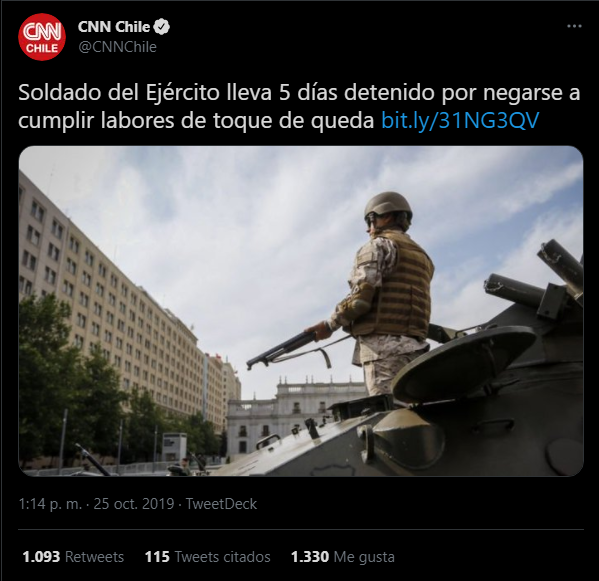 CNN Chile
@CNNChile
CNN
CHILE
Soldado del Ejército lleva 5 días detenido por negarse a
cumplir labores de toque de queda bit.ly/31NG3QV
1:14 p. m. · 25 oct. 2019 · TweetDeck
1.093 Retweets 115 Tweets citados 1.330 Me gusta